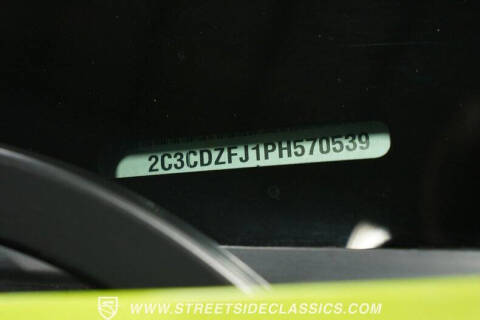 2C3CDZFJ1PH570539
WWW.STREETSIDECLASSICS.COM